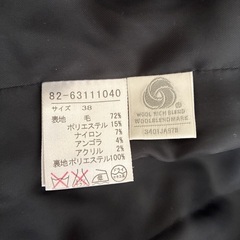 82-63111040
サイズ 38
表地 毛 72%
ポリエステル 15%
ナイロン 7%
アンゴラ 4%
アクリル 2%
裏地 ポリエステル100%
WOOL RICH BLEND
WOOLBLENDMARK